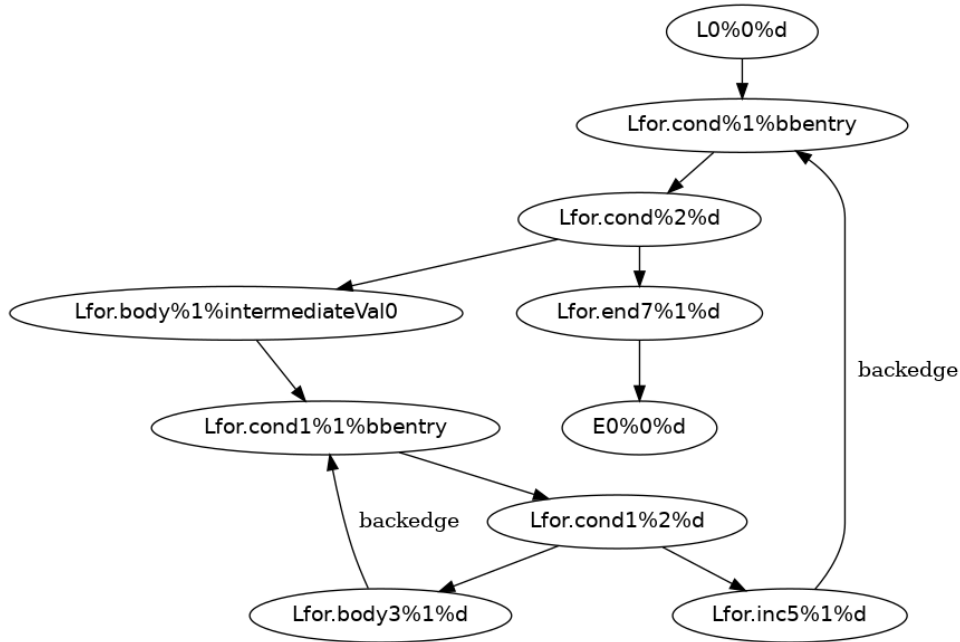 L0%0%d
Lfor.cond%1%bbentry
Lfor.cond%2%d
Lfor.body%1%intermediateVal0
Lfor.end7%1%d
backedge
Lfor.cond1%1%bbentry
E0%0%d
backedge
Lfor.cond1%2%d
Lfor.body3%1%d
Lfor.inc5%1%d